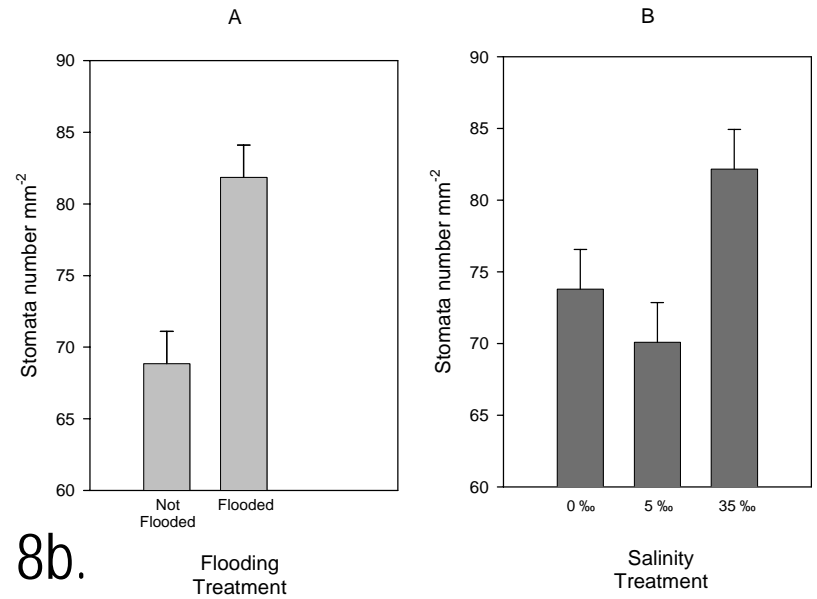 A
90
85
80
75
70
65
60
Stomata number mm-2
Not
Flooded
Flooded
Flooding
Treatment
B
90
85
80
75
70
65
60
Stomata number mm-2
0 ‰
5 ‰
35 ‰
Salinity
Treatment
8b.